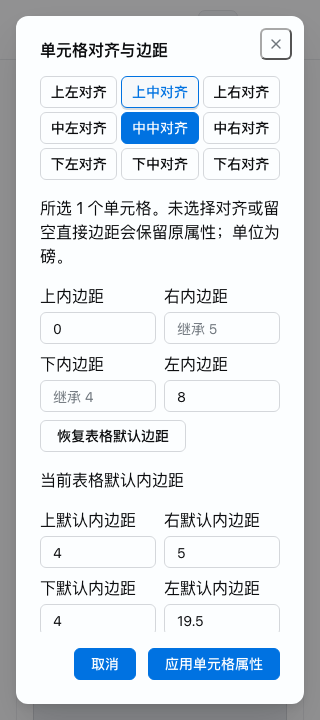 单元格对齐与边距
上左对齐 上中对齐 上右对齐
中左对齐 中中对齐 中右对齐
下左对齐 下中对齐 下右对齐
所选 1 个单元格。未选择对齐或留
空直接边距会保留原属性；单位为
磅。
上内边距 右内边距
0 继承 5
下内边距 左内边距
继承 4 8
恢复表格默认边距
当前表格默认内边距
上默认内边距 右默认内边距
4 5
下默认内边距 左默认内边距
4 19.5
取消 应用单元格属性